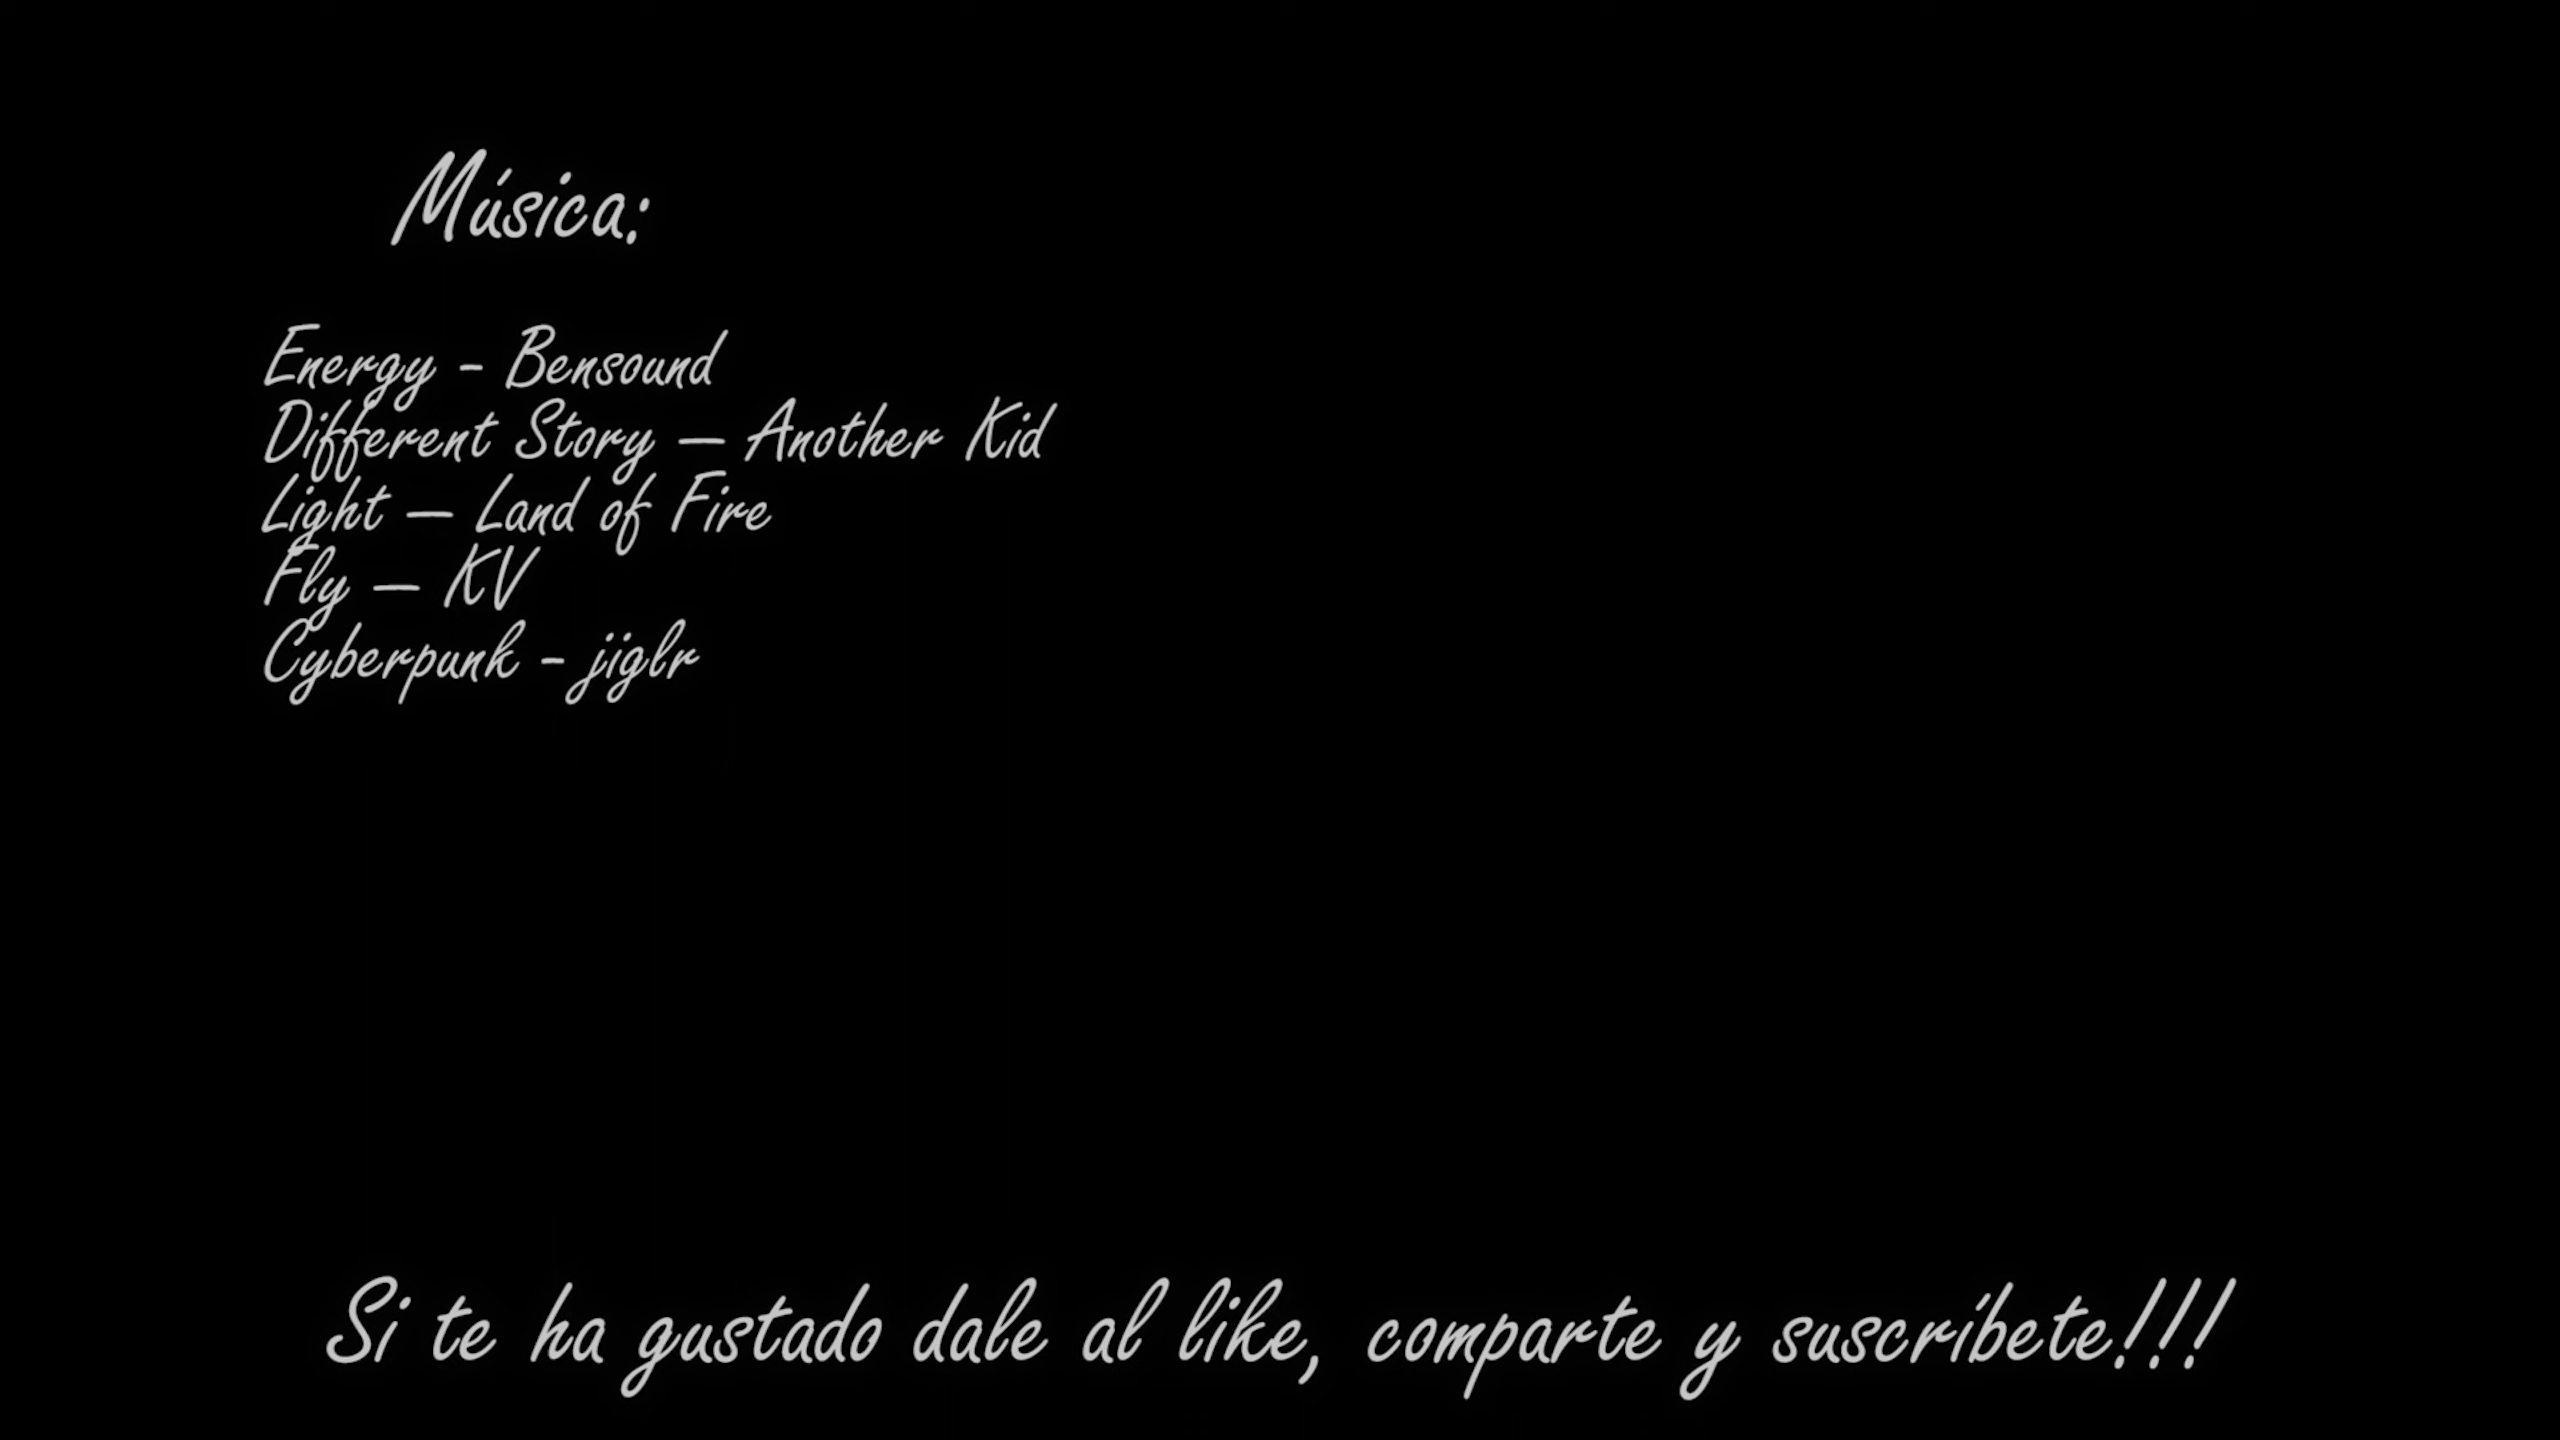 Música:
Energy - Bensound
Different Story – Another Kid
Light – Land of Fire
Fly – KV
Cyberpunk - jiglr
Si te ha gustado dale al like, comparte y suscríbete!!!